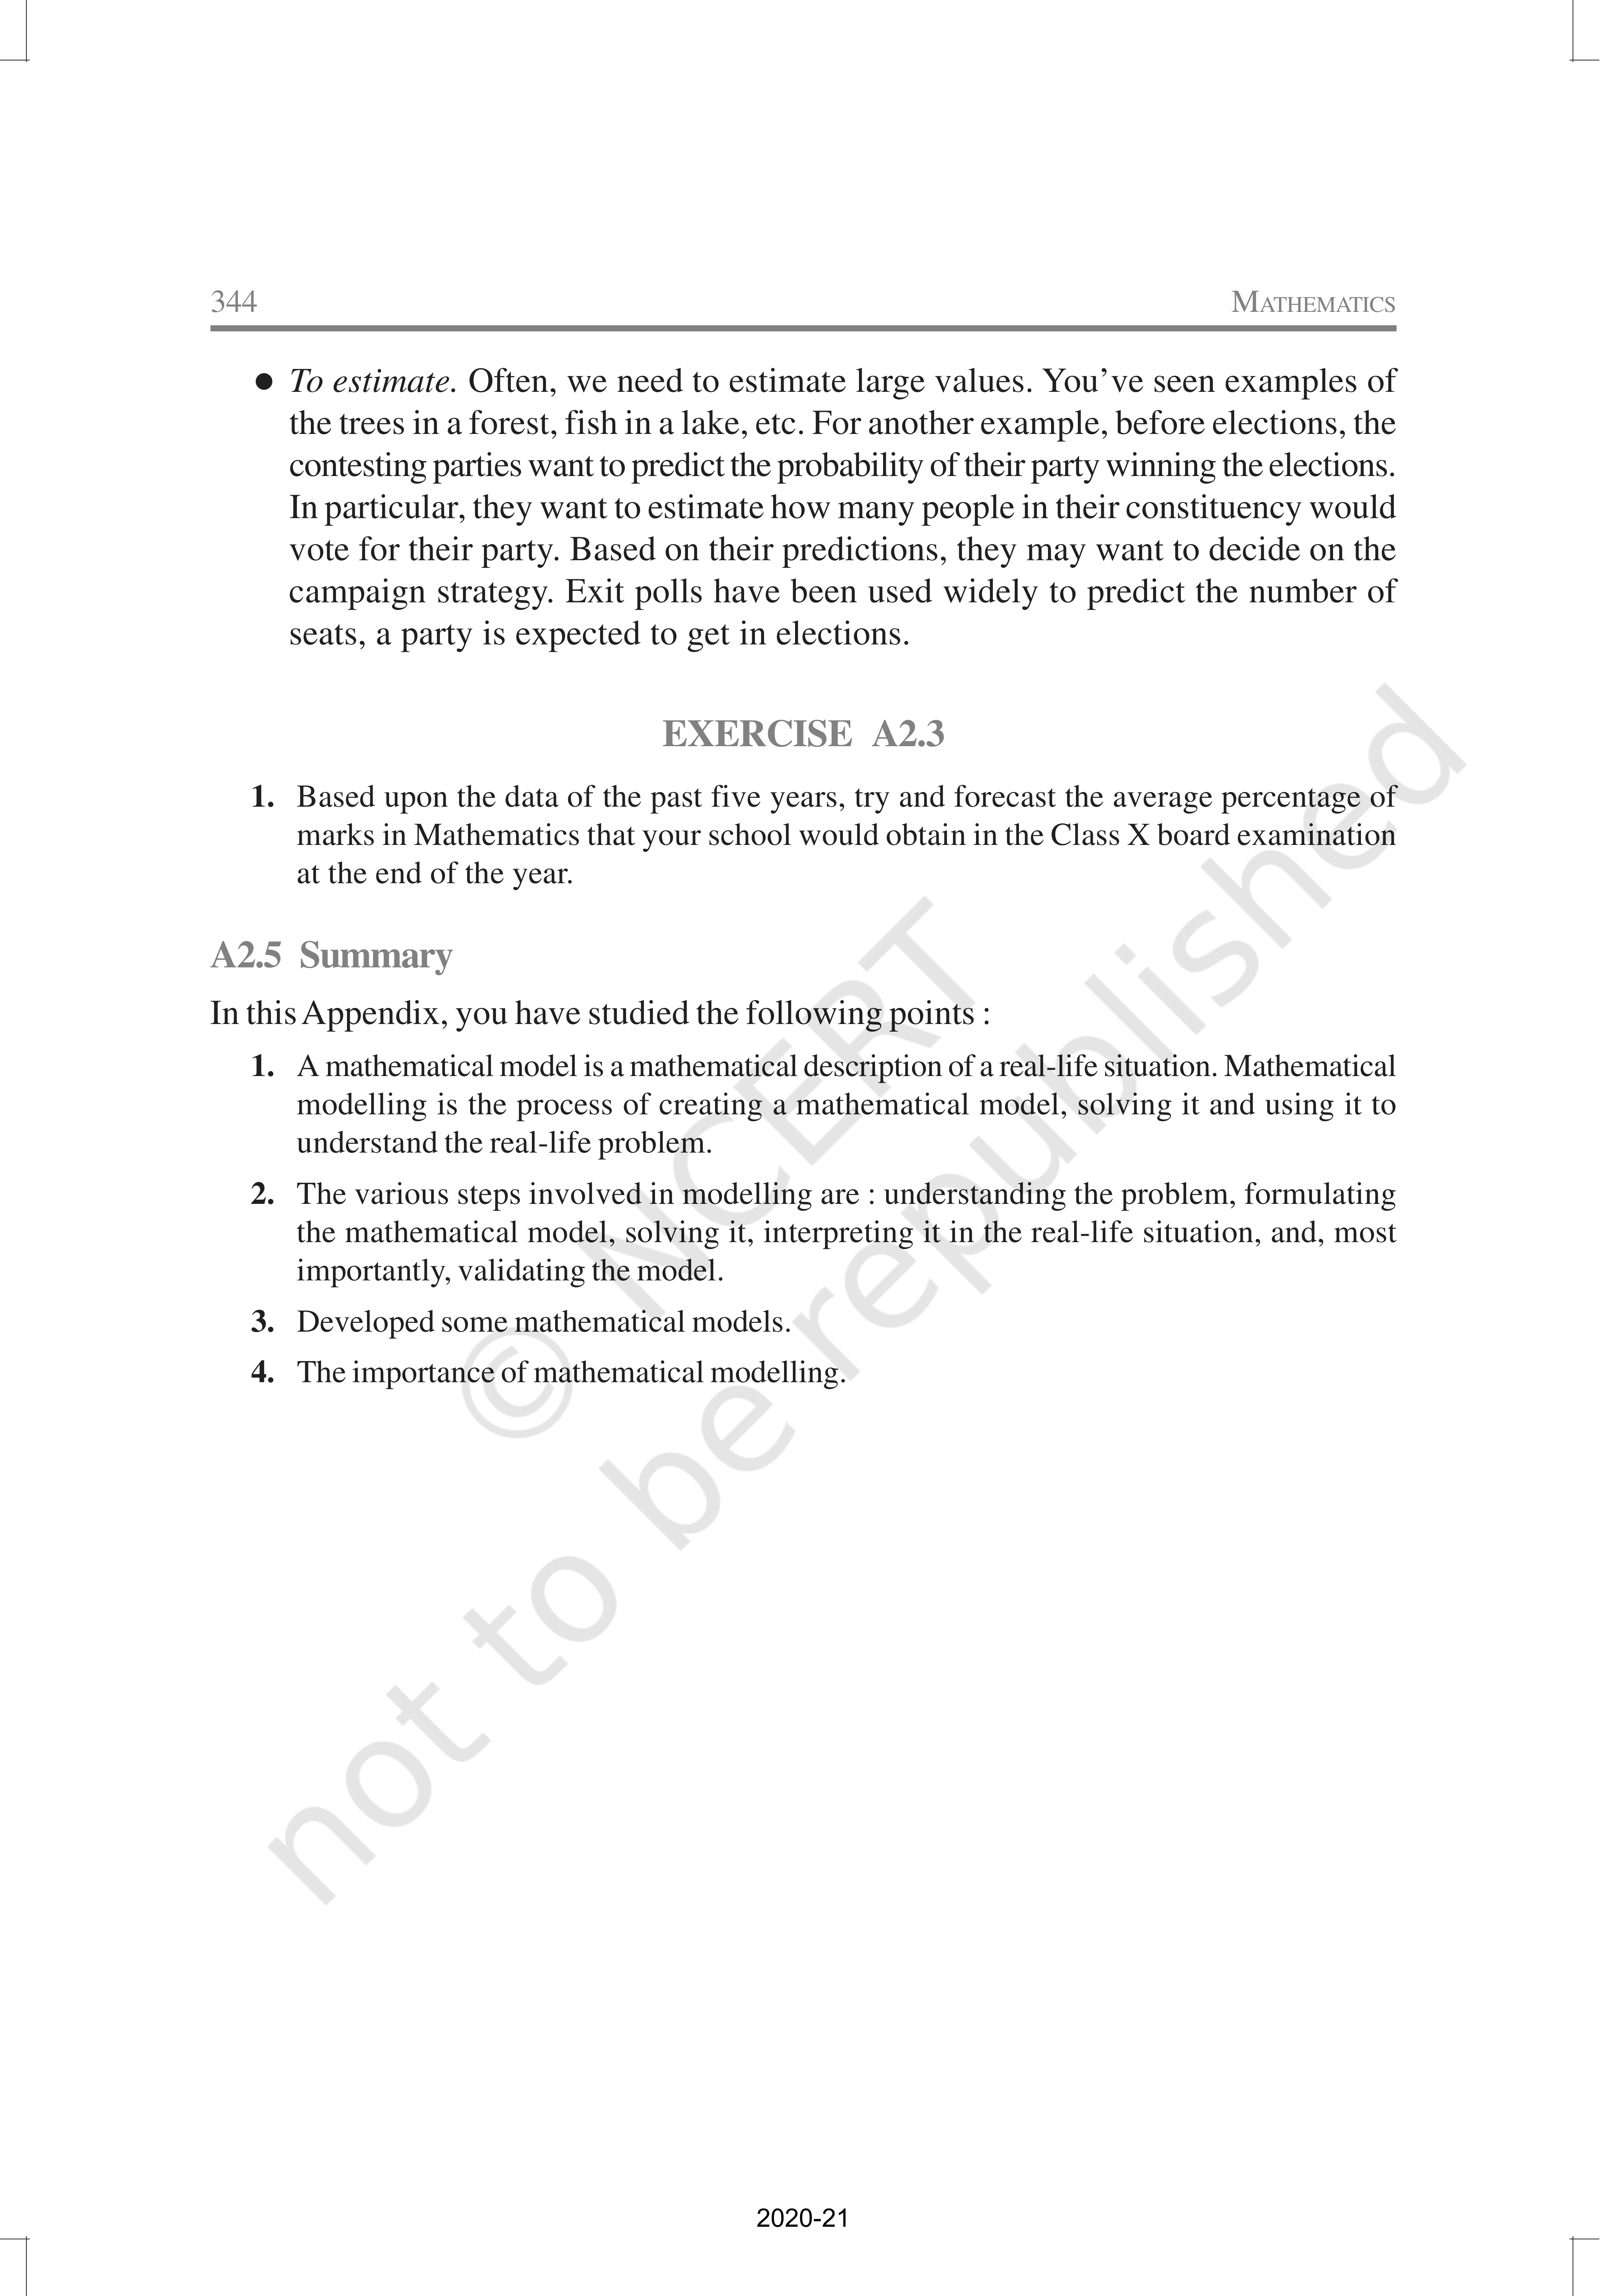 344
MATHEMATICS
● To estimate. Often, we need to estimate large values. You’ve seen examples of
the trees in a forest, fish in a lake, etc. For another example, before elections, the
contesting parties want to predict the probability of their party winning the elections.
In particular, they want to estimate how many people in their constituency would
vote for their party. Based on their predictions, they may want to decide on the
campaign strategy. Exit polls have been used widely to predict the number of
seats, a party is expected to get in elections.
EXERCISE A2.3
1. Based upon the data of the past five years, try and forecast the average percentage of
marks in Mathematics that your school would obtain in the Class X board examination
at the end of the year.
A2.5 Summary
In this Appendix, you have studied the following points :
1. A mathematical model is a mathematical description of a real-life situation. Mathematical
modelling is the process of creating a mathematical model, solving it and using it to
understand the real-life problem.
2. The various steps involved in modelling are : understanding the problem, formulating
the mathematical model, solving it, interpreting it in the real-life situation, and, most
importantly, validating the model.
3. Developed some mathematical models.
4. The importance of mathematical modelling.
© NCERT
not to be republished
2020-21